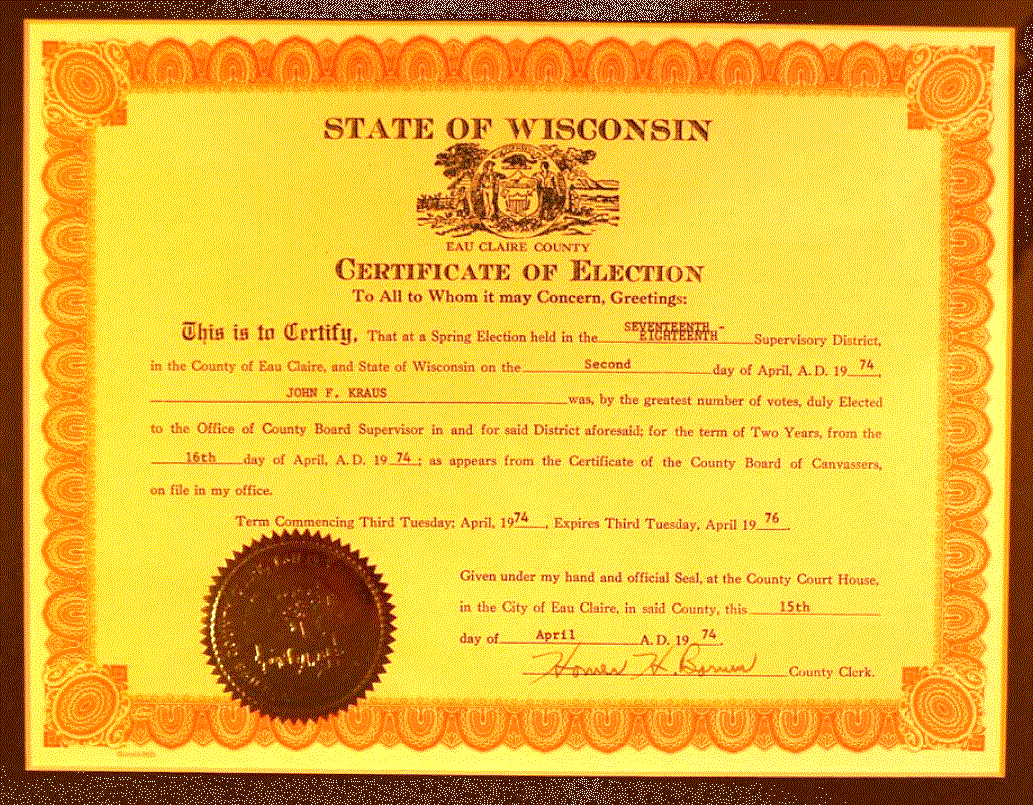 STATE OF WISCONSIN
EAU CLAIRE COUNTY
CERTIFICATE OF ELECTION
To All to Whom it may Concern, Greetings:
This is to Certify, That at a Spring Election held in the SEVENTEENTH - EIGHTEENTH Supervisory District,
in the County of Eau Claire, and State of Wisconsin on the Second day of April, A. D. 19 74,
JOHN F. KRAUS was, by the greatest number of votes, duly Elected
to the Office of County Board Supervisor in and for said District aforesaid; for the term of Two Years, from the
16th day of April, A. D. 19 74; as appears from the Certificate of the County Board of Canvassers,
on file in my office.
Term Commencing Third Tuesday; April, 1974, Expires Third Tuesday, April 19 76.
Given under my hand and official Seal, at the County Court House,
in the City of Eau Claire, in said County, this 15th
day of April A. D. 19 74.
H. County Clerk.